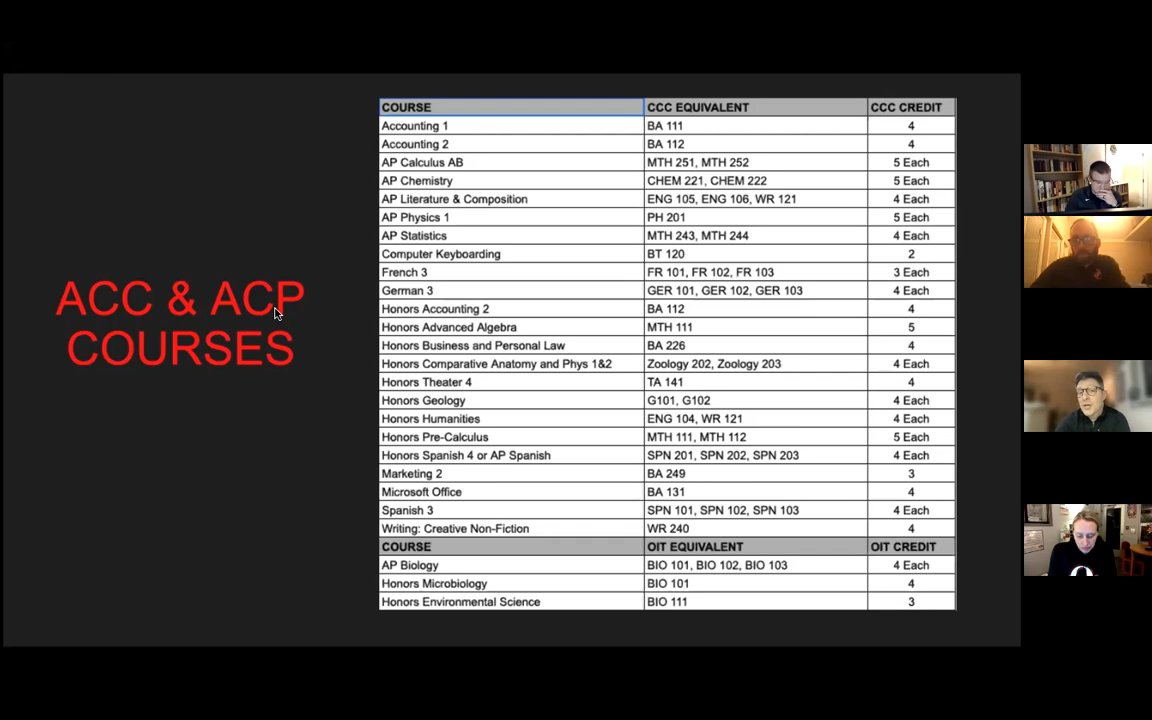 ACC & ACP
COURSES
COURSE CCC EQUIVALENT CCC CREDIT
Accounting 1 BA 111 4
Accounting 2 BA 112 4
AP Calculus AB MTH 251, MTH 252 5 Each
AP Chemistry CHEM 221, CHEM 222 5 Each
AP Literature & Composition ENG 105, ENG 106, WR 121 4 Each
AP Physics 1 PH 201 5 Each
AP Statistics MTH 243, MTH 244 4 Each
Computer Keyboarding BT 120 2
French 3 FR 101, FR 102, FR 103 3 Each
German 3 GER 101, GER 102, GER 103 4 Each
Honors Accounting 2 BA 112 4
Honors Advanced Algebra MTH 111 5
Honors Business and Personal Law BA 226 4
Honors Comparative Anatomy and Phys 1&2 Zoology 202, Zoology 203 4 Each
Honors Theater 4 TA 141 4
Honors Geology G101, G102 4 Each
Honors Humanities ENG 104, WR 121 4 Each
Honors Pre-Calculus MTH 111, MTH 112 5 Each
Honors Spanish 4 or AP Spanish SPN 201, SPN 202, SPN 203 4 Each
Marketing 2 BA 249 3
Microsoft Office BA 131 4
Spanish 3 SPN 101, SPN 102, SPN 103 4 Each
Writing: Creative Non-Fiction WR 240 4
COURSE OIT EQUIVALENT OIT CREDIT
AP Biology BIO 101, BIO 102, BIO 103 4 Each
Honors Microbiology BIO 101 4
Honors Environmental Science BIO 111 3